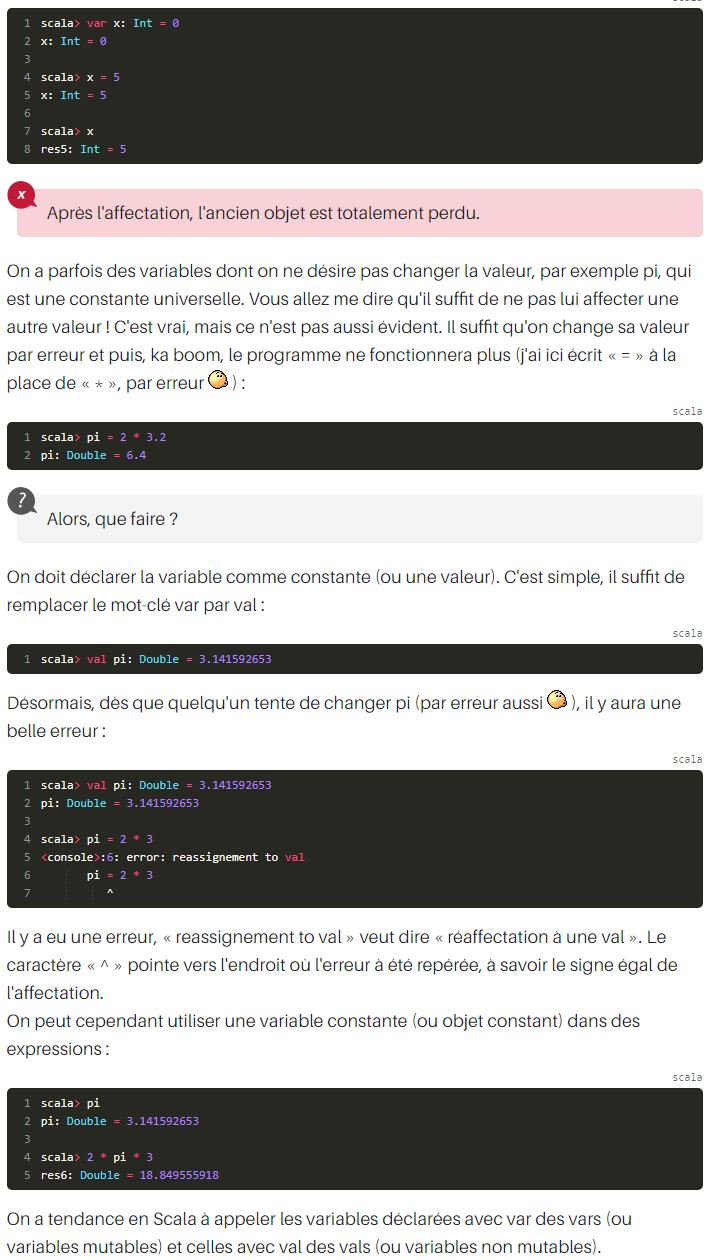 1 scala> var x: Int = 0
2 x: Int = 0
3
4 scala> x = 5
5 x: Int = 5
6
7 scala> x
8 res5: Int = 5
x
Après l'affectation, l'ancien objet est totalement perdu.
On a parfois des variables dont on ne désire pas changer la valeur, par exemple pi, qui
est une constante universelle. Vous allez me dire qu'il suffit de ne pas lui affecter une
autre valeur ! C'est vrai, mais ce n'est pas aussi évident. Il suffit qu'on change sa valeur
par erreur et puis, ka boom, le programme ne fonctionnera plus (j'ai ici écrit « = » à la
place de « * », par erreur ) :
scala
1 scala> pi = 2 * 3.2
2 pi: Double = 6.4
?
Alors, que faire ?
On doit déclarer la variable comme constante (ou une valeur). C'est simple, il suffit de
remplacer le mot-clé var par val :
scala
1 scala> val pi: Double = 3.141592653
Désormais, dès que quelqu'un tente de changer pi (par erreur aussi ), il y aura une
belle erreur :
scala
1 scala> val pi: Double = 3.141592653
2 pi: Double = 3.141592653
3
4 scala> pi = 2 * 3
5 <console>:6: error: reassignement to val
6 pi = 2 * 3
7 ^
Il y a eu une erreur, « reassignement to val » veut dire « réaffectation à une val ». Le
caractère « ^ » pointe vers l'endroit où l'erreur à été repérée, à savoir le signe égal de
l'affectation.
On peut cependant utiliser une variable constante (ou objet constant) dans des
expressions :
scala
1 scala> pi
2 pi: Double = 3.141592653
3
4 scala> 2 * pi * 3
5 res6: Double = 18.849555918
On a tendance en Scala à appeler les variables déclarées avec var des vars (ou
variables mutables) et celles avec val des vals (ou variables non mutables).